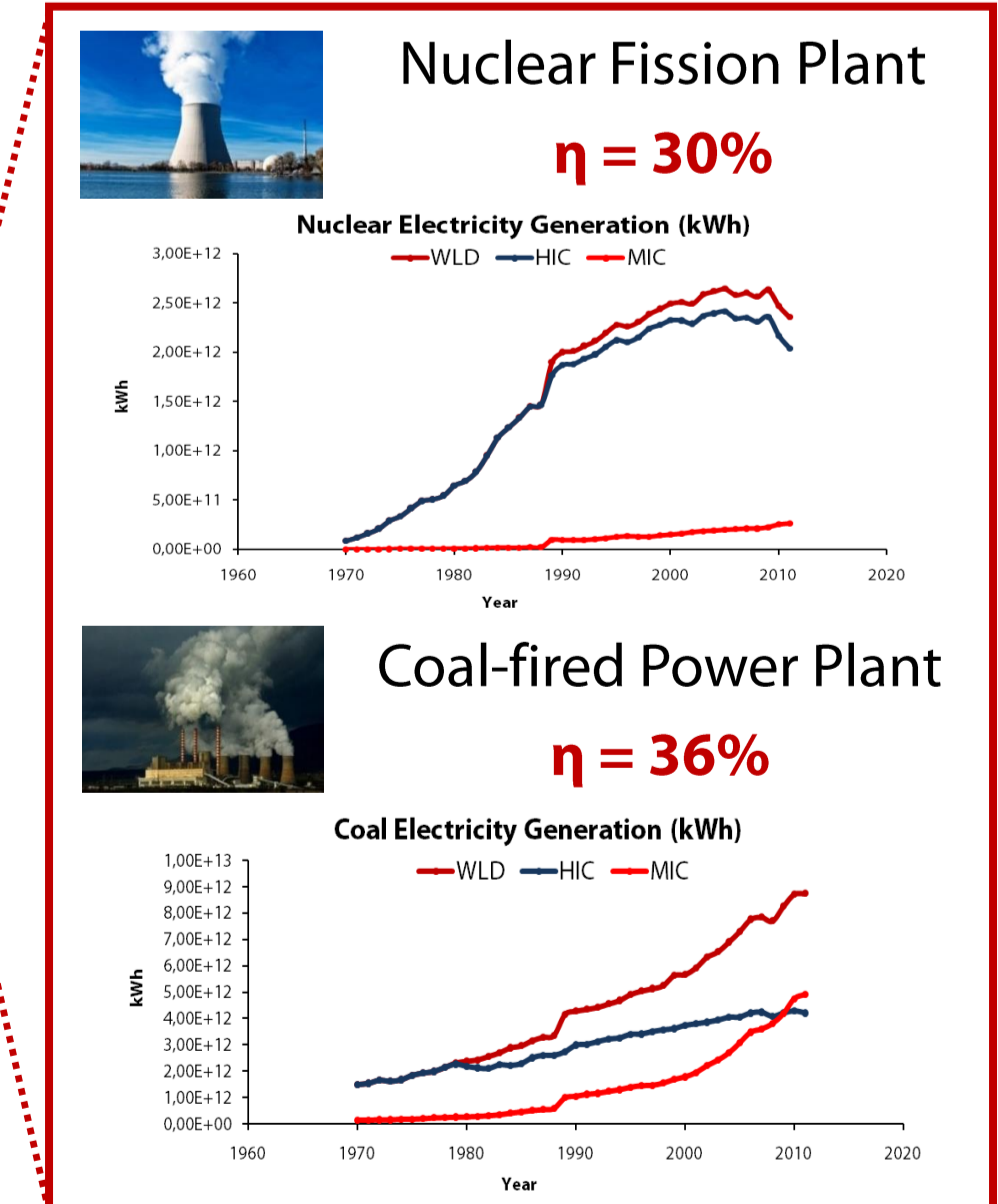 Nuclear Fission Plant
η = 30%
Nuclear Electricity Generation (kWh)
WLD HIC MIC
3,00E+12
2,50E+12
2,00E+12
1,50E+12
1,00E+12
5,00E+11
0,00E+00
kWh
1960 1970 1980 1990 2000 2010 2020
Year
Coal-fired Power Plant
η = 36%
Coal Electricity Generation (kWh)
WLD HIC MIC
1,00E+13
9,00E+12
8,00E+12
7,00E+12
6,00E+12
5,00E+12
4,00E+12
3,00E+12
2,00E+12
1,00E+12
0,00E+00
kWh
1960 1970 1980 1990 2000 2010 2020
Year